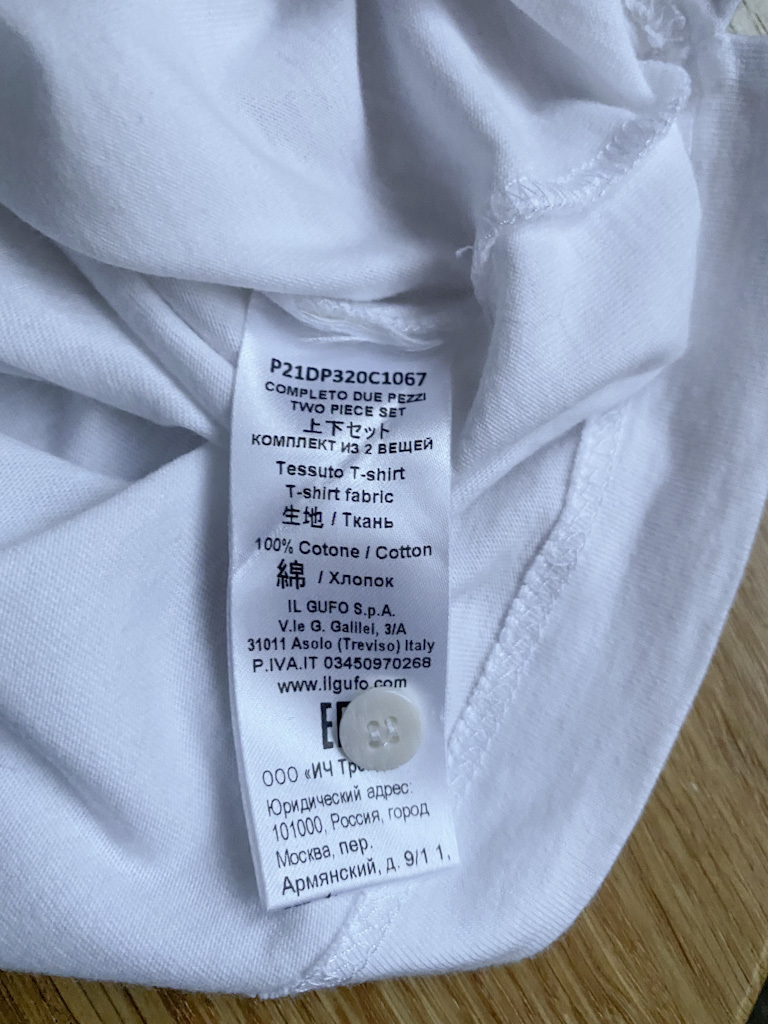 P21DP320C1067
COMPLETO DUE PEZZI
TWO PIECE SET
上下セット
КОМПЛЕКТ ИЗ 2 ВЕЩЕЙ
Tessuto T-shirt
T-shirt fabric
生地 / Ткань
100% Cotone / Cotton
綿 / Хлопок
IL GUFO S.p.A.
V.le G. Galilei, 3/A
31011 Asolo (Treviso) Italy
P.IVA.IT 03450970268
www.ilgufo.com
ООО «ИЧ
Юридический адрес:
101000, Россия, город
Москва, пер.
Армянский, д. 9/1 1,